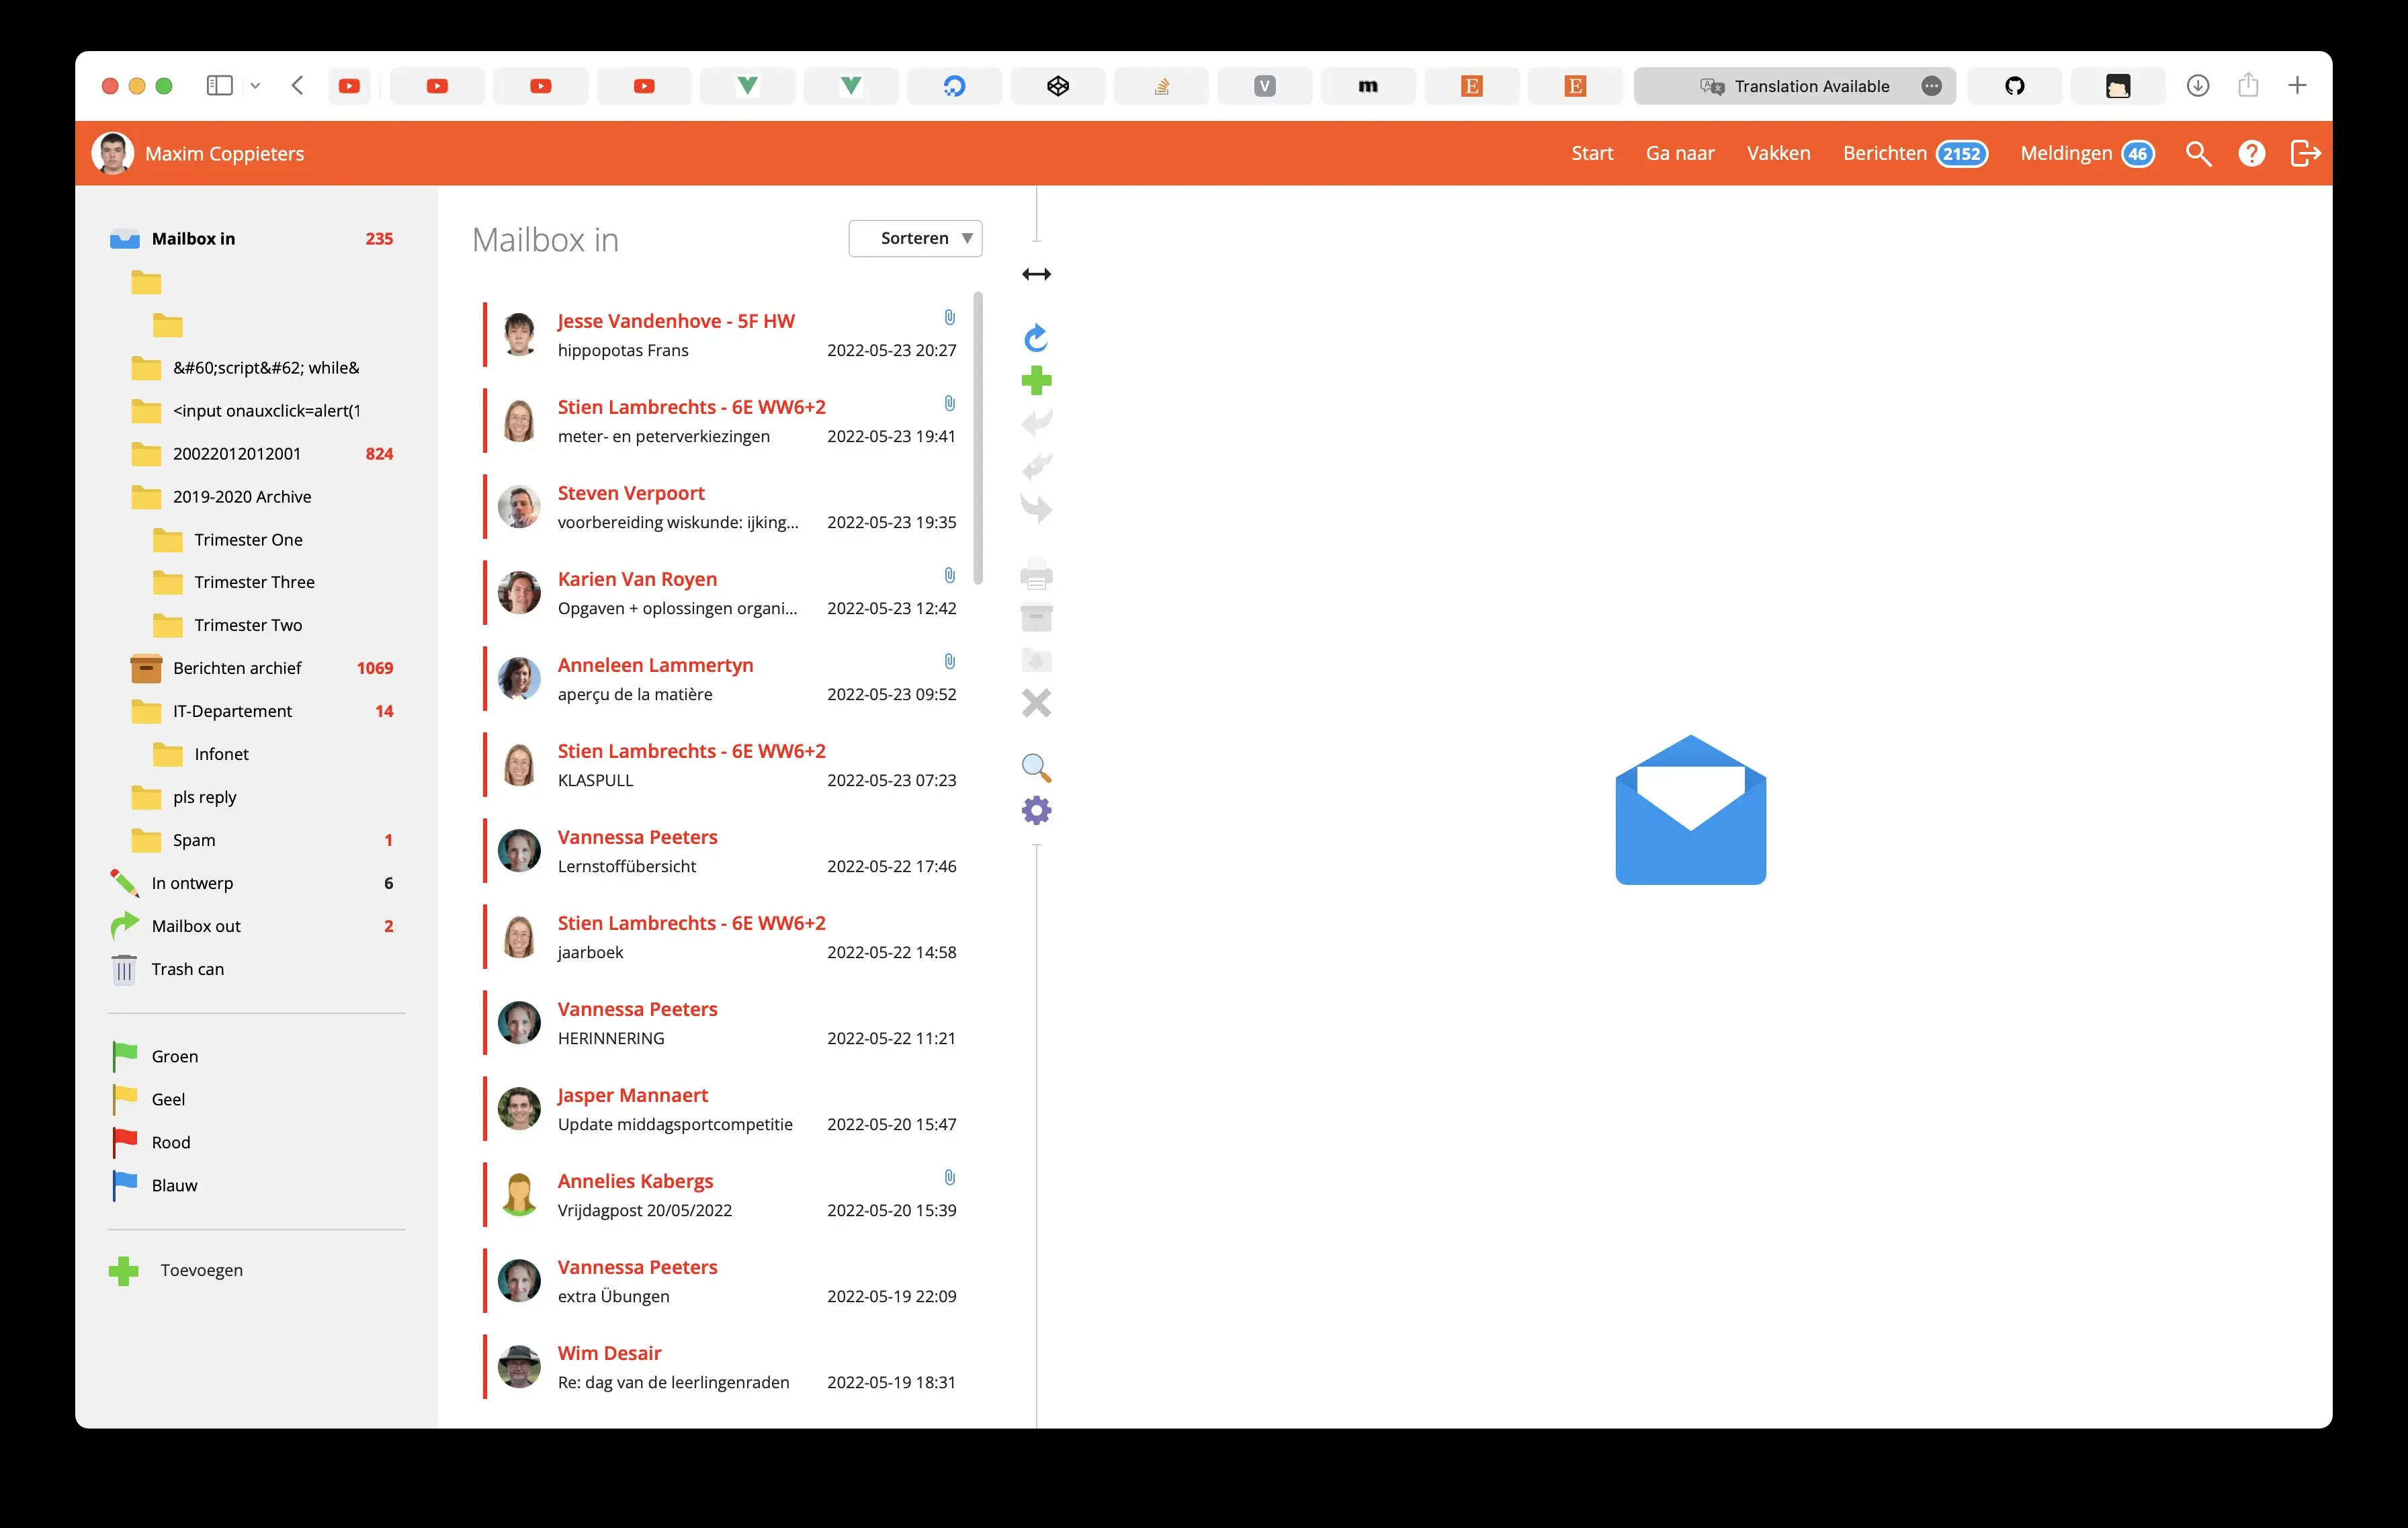 Translation Available
Maxim Coppieters
Start
Ga naar
Vakken
Berichten 2152
Meldingen 46
Mailbox in 235
&#60;script&#62; while&
<input onauxclick=alert(1
20022012012001 824
2019-2020 Archive
Trimester One
Trimester Three
Trimester Two
Berichten archief 1069
IT-Departement 14
Infonet
pls reply
Spam 1
In ontwerp 6
Mailbox out 2
Trash can
Groen
Geel
Rood
Blauw
Toevoegen
Mailbox in
Sorteren
Jesse Vandenhove - 5F HW
hippopotas Frans 2022-05-23 20:27
Stien Lambrechts - 6E WW6+2
meter- en peterverkiezingen 2022-05-23 19:41
Steven Verpoort
voorbereiding wiskunde: ijking... 2022-05-23 19:35
Karien Van Royen
Opgaven + oplossingen organi... 2022-05-23 12:42
Anneleen Lammertyn
aperçu de la matière 2022-05-23 09:52
Stien Lambrechts - 6E WW6+2
KLASPULL 2022-05-23 07:23
Vannessa Peeters
Lernstoffübersicht 2022-05-22 17:46
Stien Lambrechts - 6E WW6+2
jaarboek 2022-05-22 14:58
Vannessa Peeters
HERINNERING 2022-05-22 11:21
Jasper Mannaert
Update middagsportcompetitie 2022-05-20 15:47
Annelies Kabergs
Vrijdagpost 20/05/2022 2022-05-20 15:39
Vannessa Peeters
extra Übungen 2022-05-19 22:09
Wim Desair
Re: dag van de leerlingenraden 2022-05-19 18:31